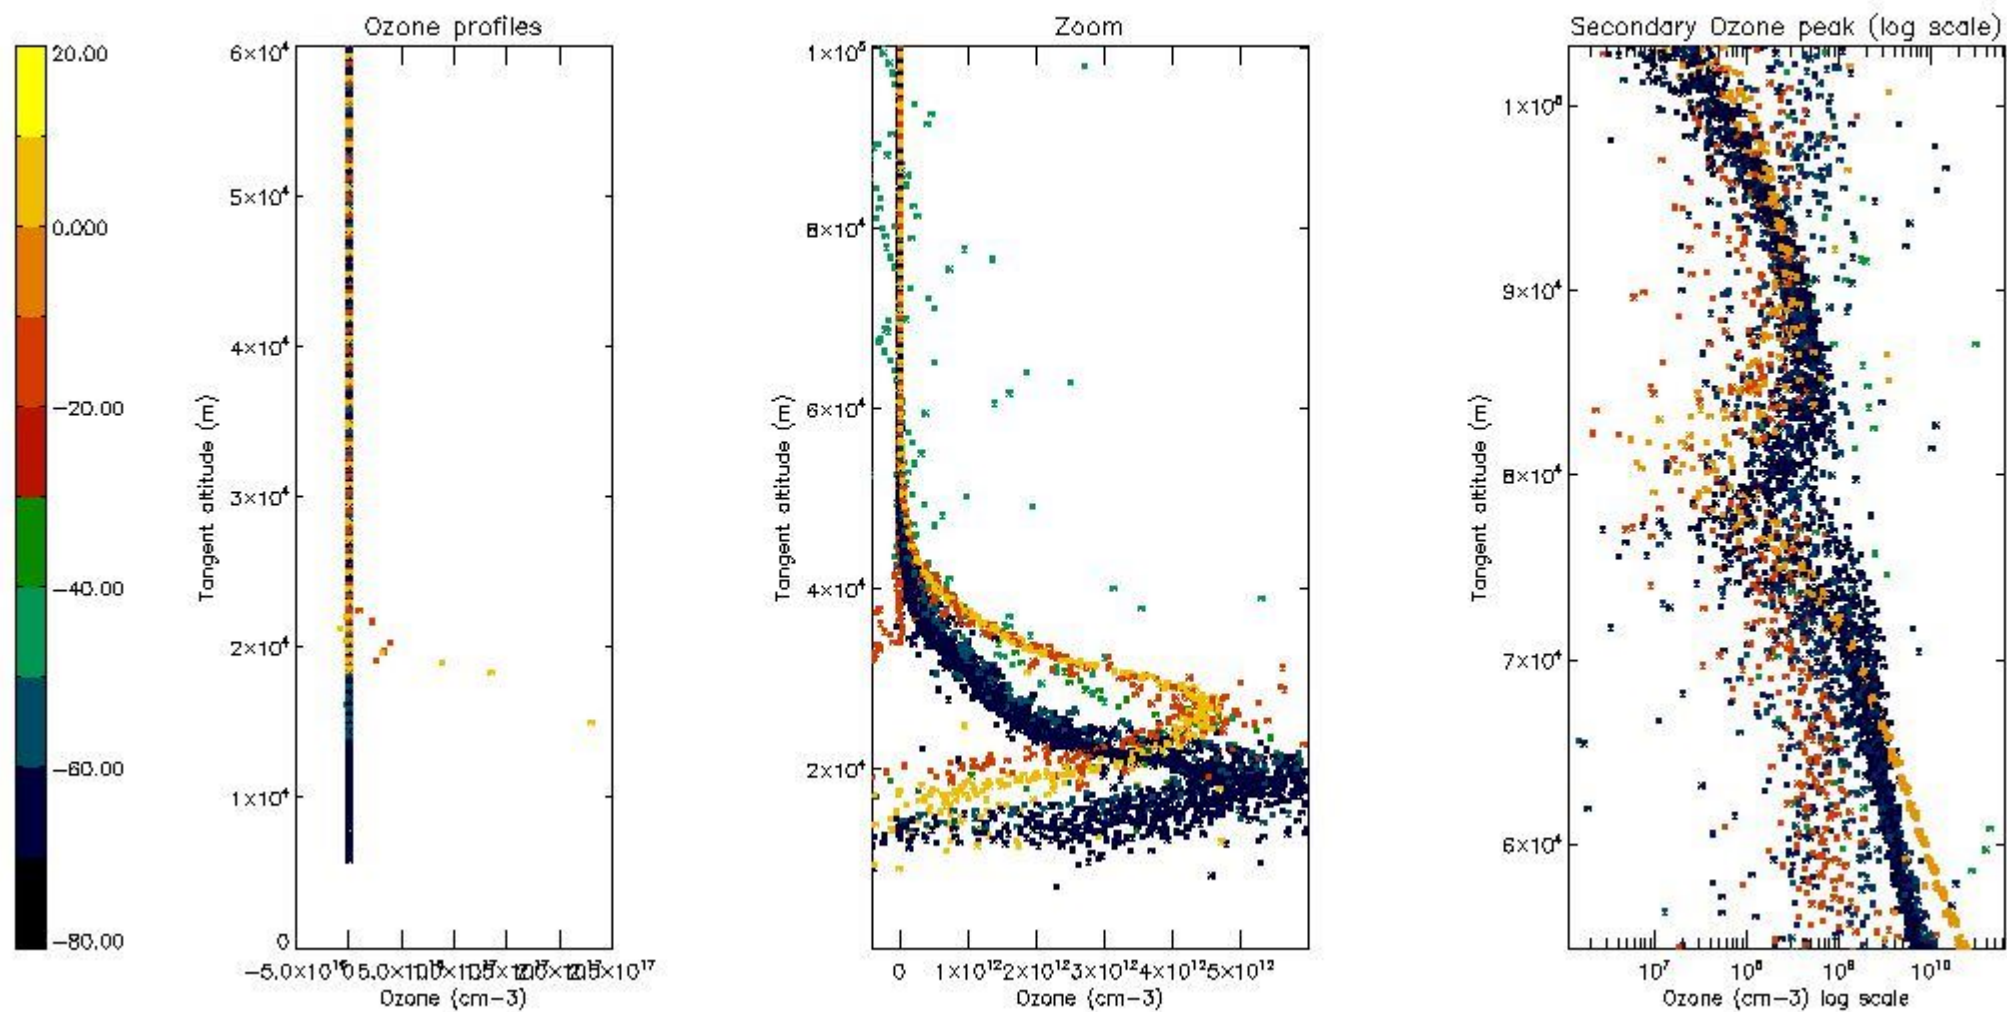 Ozone profiles
Zoom
Secondary Ozone peak (log scale)
20.00
0.000
−20.00
−40.00
−60.00
−80.00
6×10⁴
5×10⁴
4×10⁴
3×10⁴
2×10⁴
1×10⁴
0
Tangent altitude (m)
Ozone (cm−3)
1×10⁵
8×10⁴
6×10⁴
4×10⁴
2×10⁴
Tangent altitude (m)
0 1×10¹² 2×10¹² 3×10¹² 4×10¹² 5×10¹²
Ozone (cm−3)
9×10⁴
8×10⁴
7×10⁴
6×10⁴
Tangent altitude (m)
10⁷ 10⁸ 10⁹ 10¹⁰
Ozone (cm−3) log scale